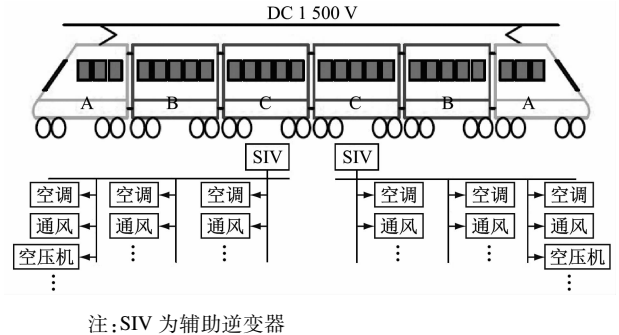 DC 1 500 V
A B C C B A
SIV SIV
空调 空调 空调 空调 空调 空调
通风 通风 通风 通风 通风 通风
空压机 ⋮ ⋮ ⋮ ⋮ 空压机
⋮ ⋮
注:SIV 为辅助逆变器